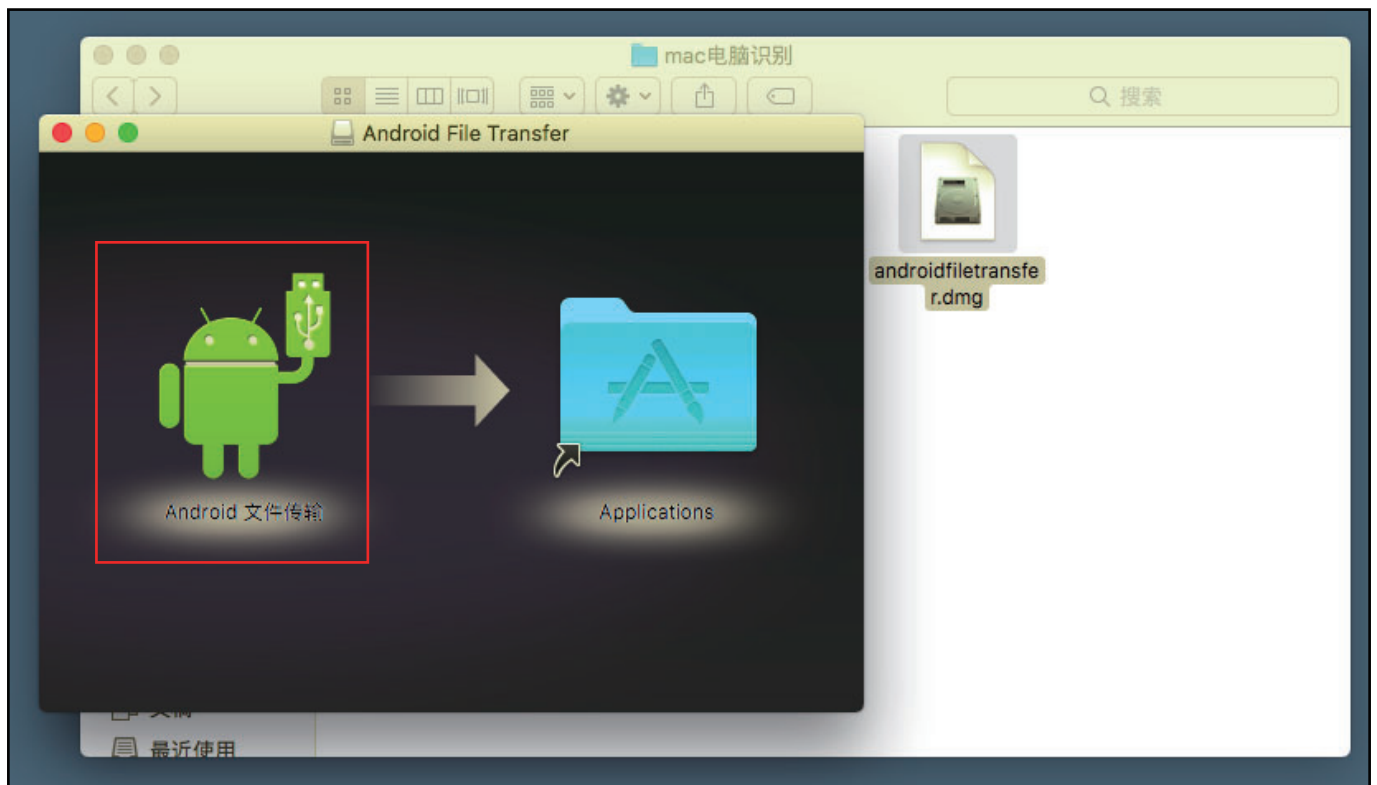 mac电脑识别
搜索
Android File Transfer
androidfiletransfe
r.dmg
Android 文件传输
Applications
最近使用